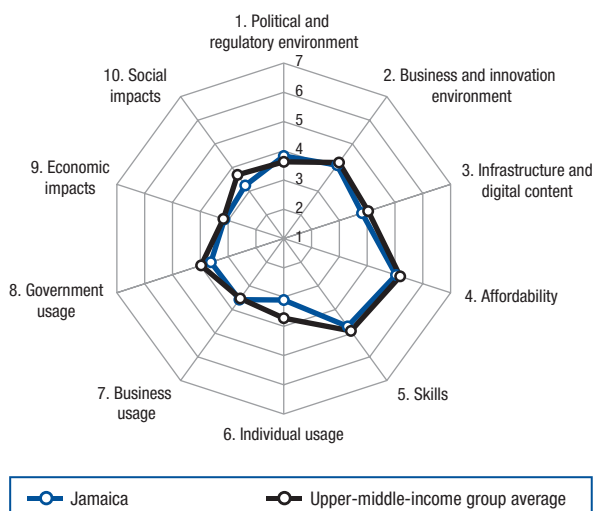 1. Political and
regulatory environment
2. Business and innovation
environment
3. Infrastructure and
digital content
4. Affordability
5. Skills
6. Individual usage
7. Business
usage
8. Government
usage
9. Economic
impacts
10. Social
impacts
7
6
5
4
3
2
1
Jamaica
Upper-middle-income group average